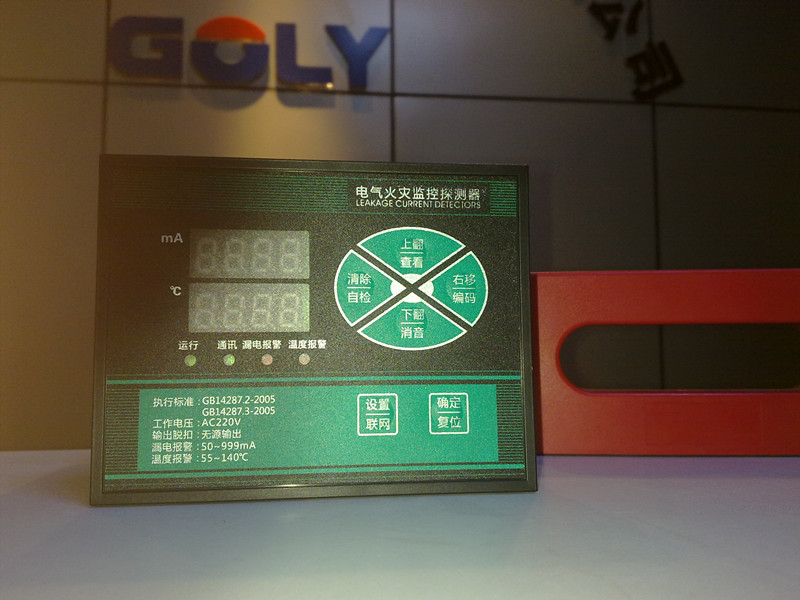 GOLY
公司
电气火灾监控探测器
LEAKAGE CURRENT DETECTORS
mA
℃
上翻
查看
清除
自检
右移
编码
下翻
消音
运行 通讯 漏电报警 温度报警
执行标准：GB14287.2-2005
GB14287.3-2005
工作电压：AC220V
输出脱扣：无源输出
漏电报警：50~999mA
温度报警：55~140℃
设置
联网
确定
复位